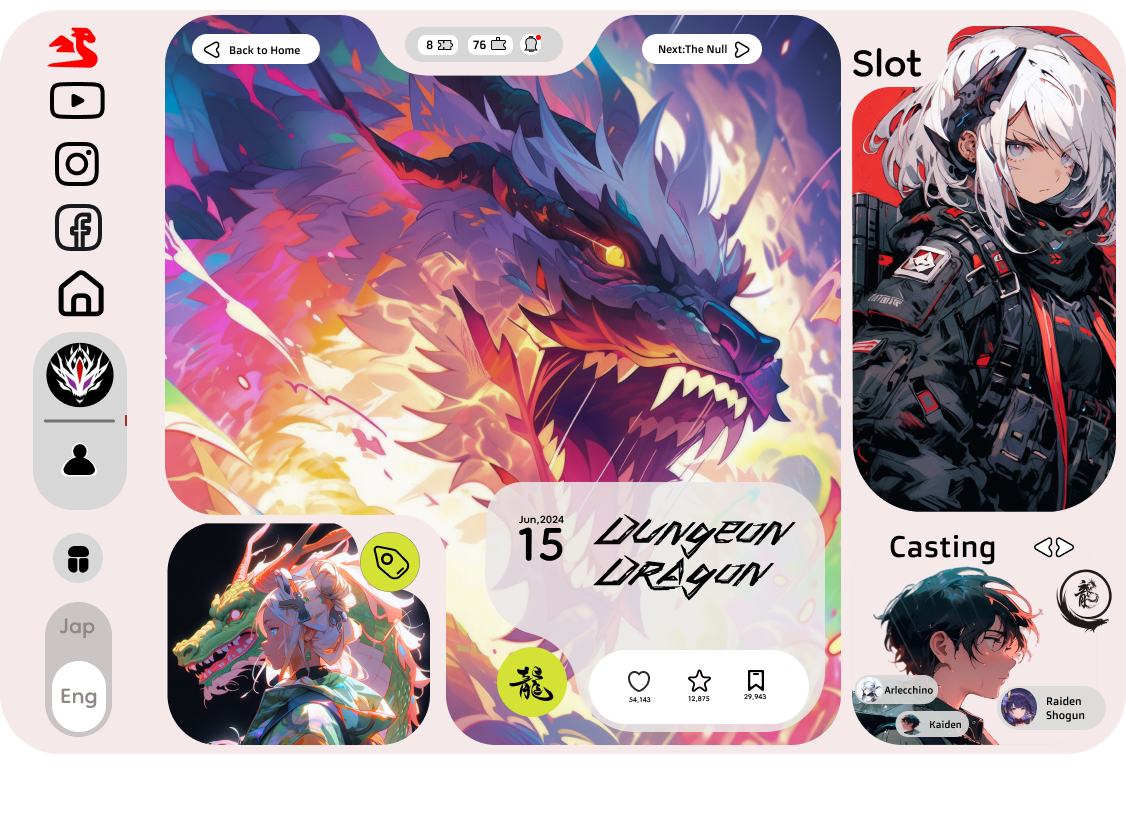 Back to Home
8
76
Next:The Null
Slot
Jap
Eng
Jun,2024
15
DUNGEON
DRAGON
龍
54,143
12,875
29,943
Casting
龍
Arlecchino
Kaiden
Raiden
Shogun